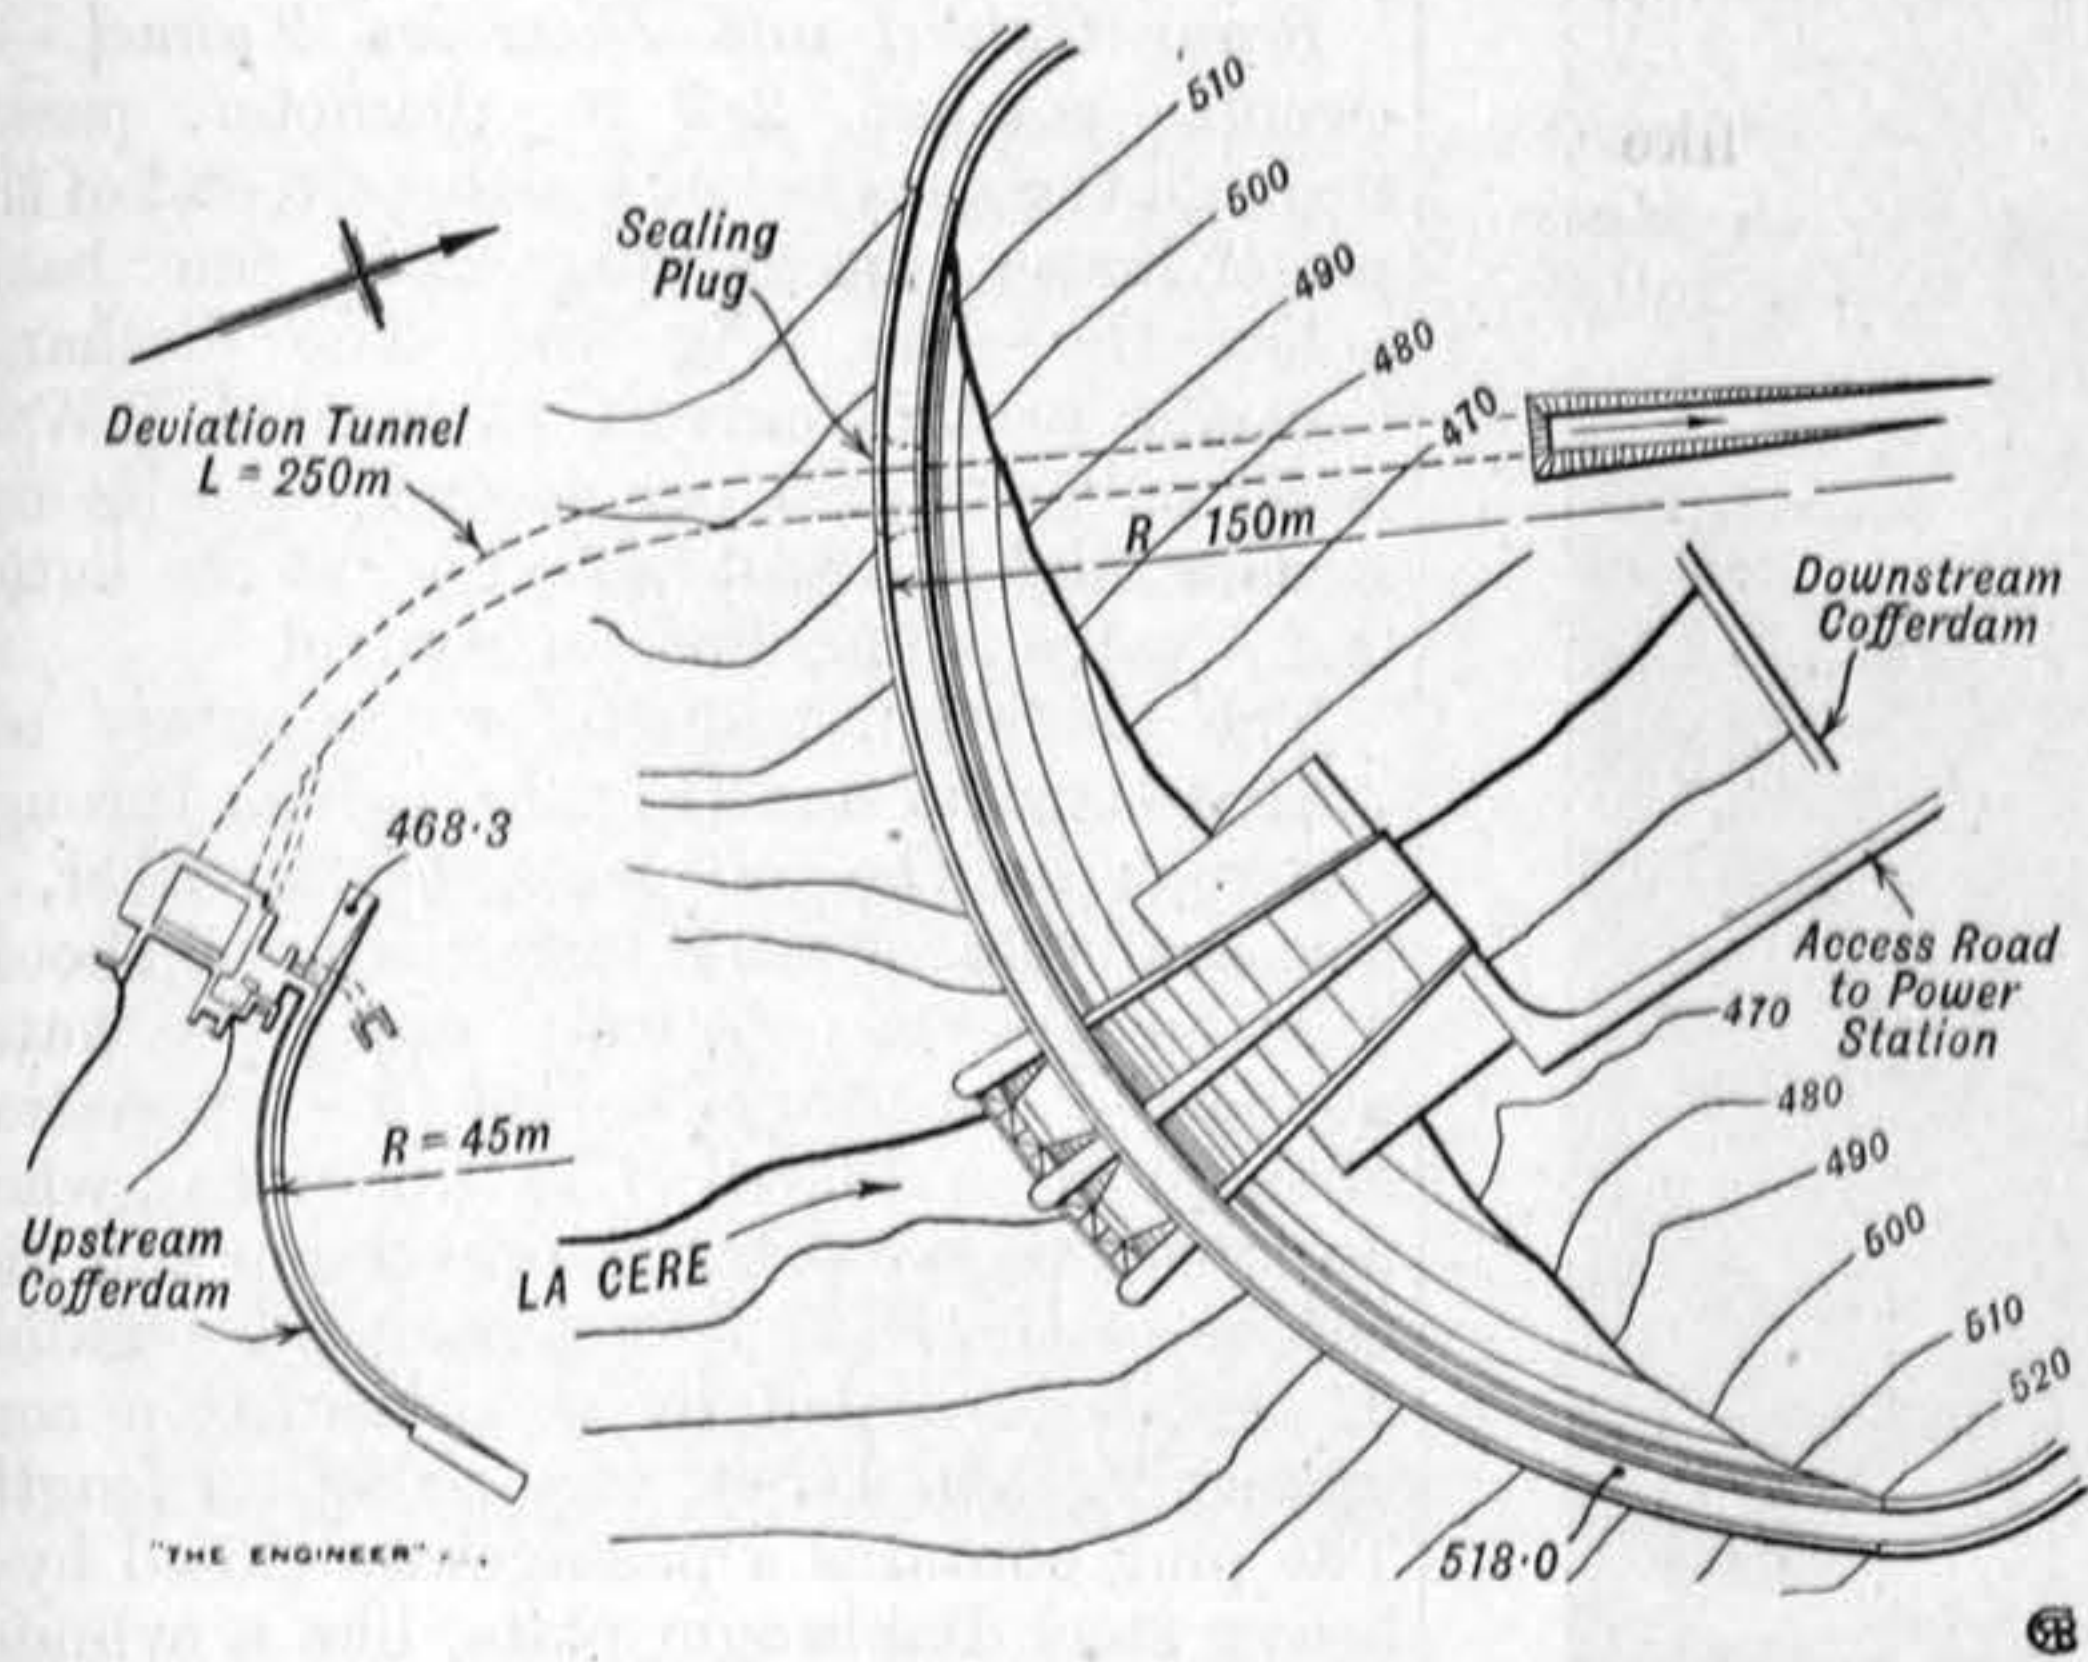 510
500
490
480
470
Sealing
Plug
Deviation Tunnel
L = 250m
R 150m
Downstream
Cofferdam
468·3
Access Road
to Power
Station
470
480
490
500
510
520
R = 45m
Upstream
Cofferdam
LA CERE
518·0
"THE ENGINEER"